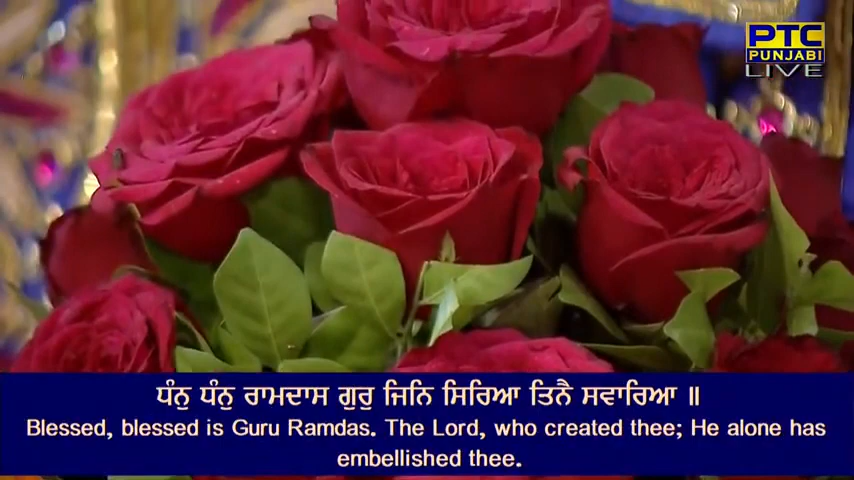 PTC
PUNJABI
LIVE
ਧੰਨੁ ਧੰਨੁ ਰਾਮਦਾਸ ਗੁਰੁ ਜਿਨਿ ਸਿਰਿਆ ਤਿਨੈ ਸਵਾਰਿਆ ॥
Blessed, blessed is Guru Ramdas. The Lord, who created thee; He alone has
embellished thee.